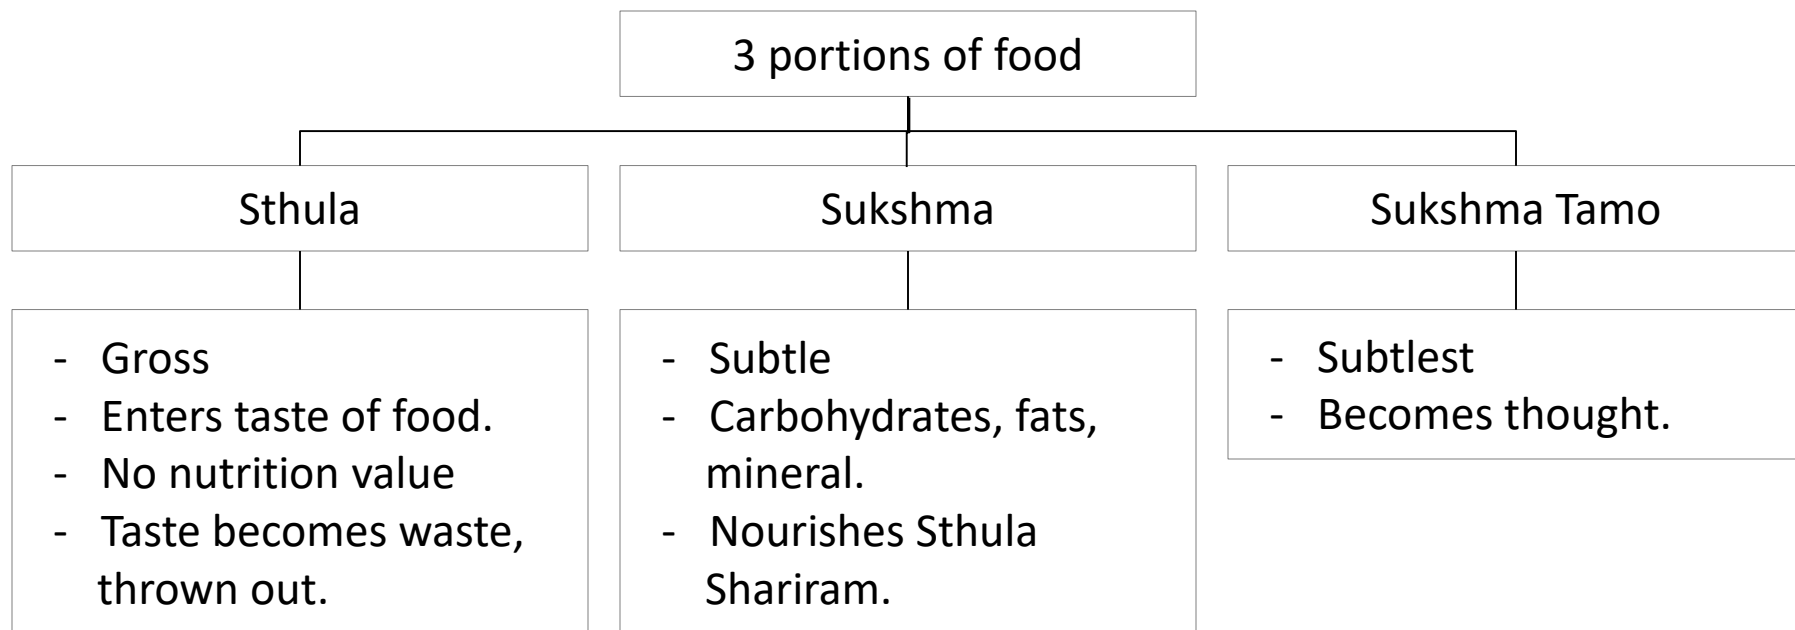 3 portions of food
Sthula
Sukshma
Sukshma Tamo
- Gross
- Enters taste of food.
- No nutrition value
- Taste becomes waste,
thrown out.
- Subtle
- Carbohydrates, fats,
mineral.
- Nourishes Sthula
Shariram.
- Subtlest
- Becomes thought.